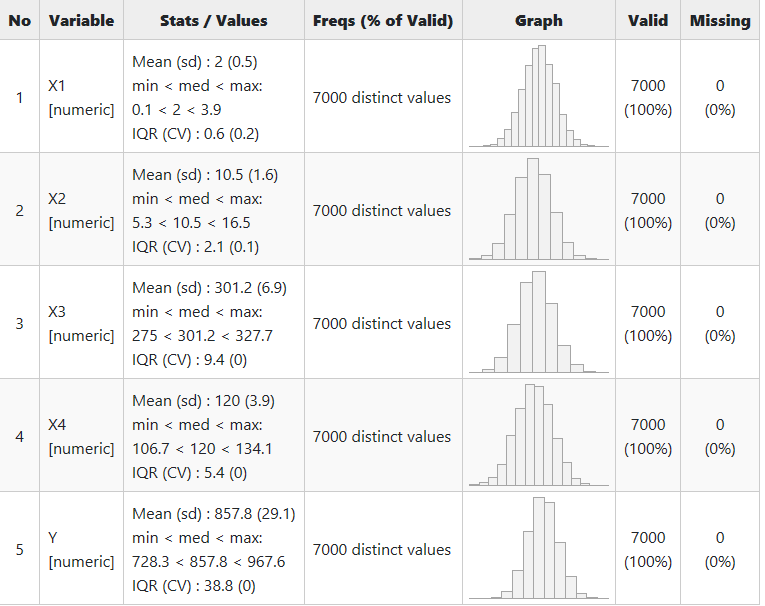 No Variable Stats / Values Freqs (% of Valid) Graph Valid Missing
1 X1 [numeric] Mean (sd) : 2 (0.5)
min < med < max:
0.1 < 2 < 3.9
IQR (CV) : 0.6 (0.2) 7000 distinct values 7000 (100%) 0 (0%)
2 X2 [numeric] Mean (sd) : 10.5 (1.6)
min < med < max:
5.3 < 10.5 < 16.5
IQR (CV) : 2.1 (0.1) 7000 distinct values 7000 (100%) 0 (0%)
3 X3 [numeric] Mean (sd) : 301.2 (6.9)
min < med < max:
275 < 301.2 < 327.7
IQR (CV) : 9.4 (0) 7000 distinct values 7000 (100%) 0 (0%)
4 X4 [numeric] Mean (sd) : 120 (3.9)
min < med < max:
106.7 < 120 < 134.1
IQR (CV) : 5.4 (0) 7000 distinct values 7000 (100%) 0 (0%)
5 Y [numeric] Mean (sd) : 857.8 (29.1)
min < med < max:
728.3 < 857.8 < 967.6
IQR (CV) : 38.8 (0) 7000 distinct values 7000 (100%) 0 (0%)